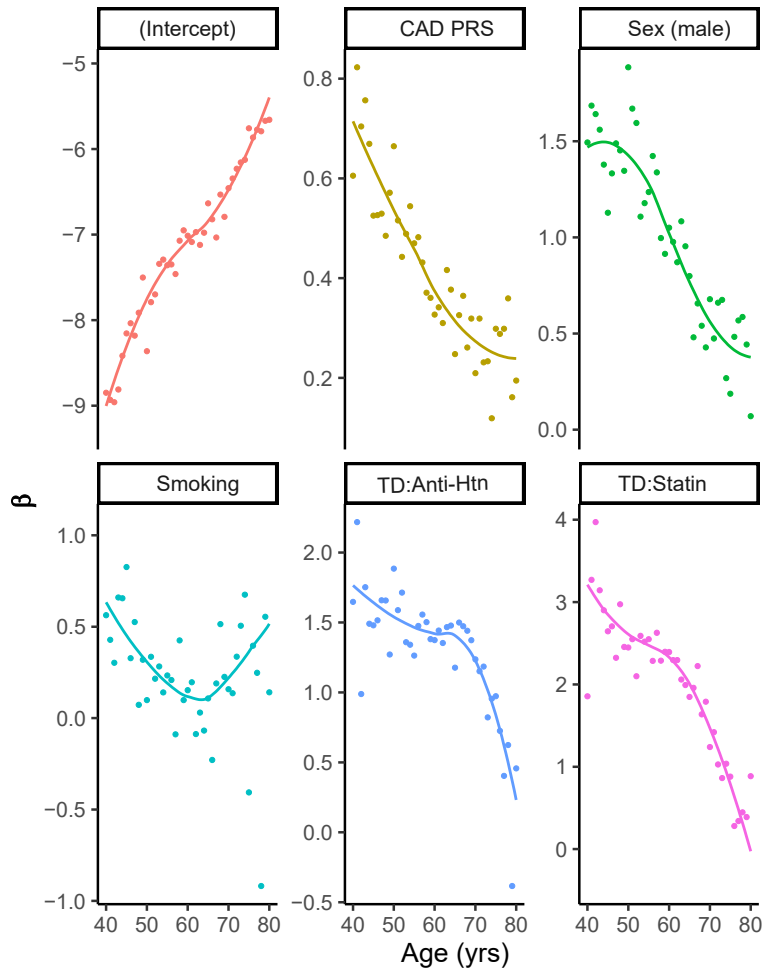 (Intercept) CAD PRS Sex (male)
−5 0.8
−6 0.6 1.5
−7 1.0
−8 0.4 0.5
−9 0.2 0.0
Smoking TD:Anti-Htn TD:Statin
β
1.0 2.0 4
0.5 1.5 3
0.0 1.0 2
−0.5 0.5 1
−1.0 0.0 0
−0.5
40 50 60 70 80 40 50 60 70 80 40 50 60 70 80
Age (yrs)